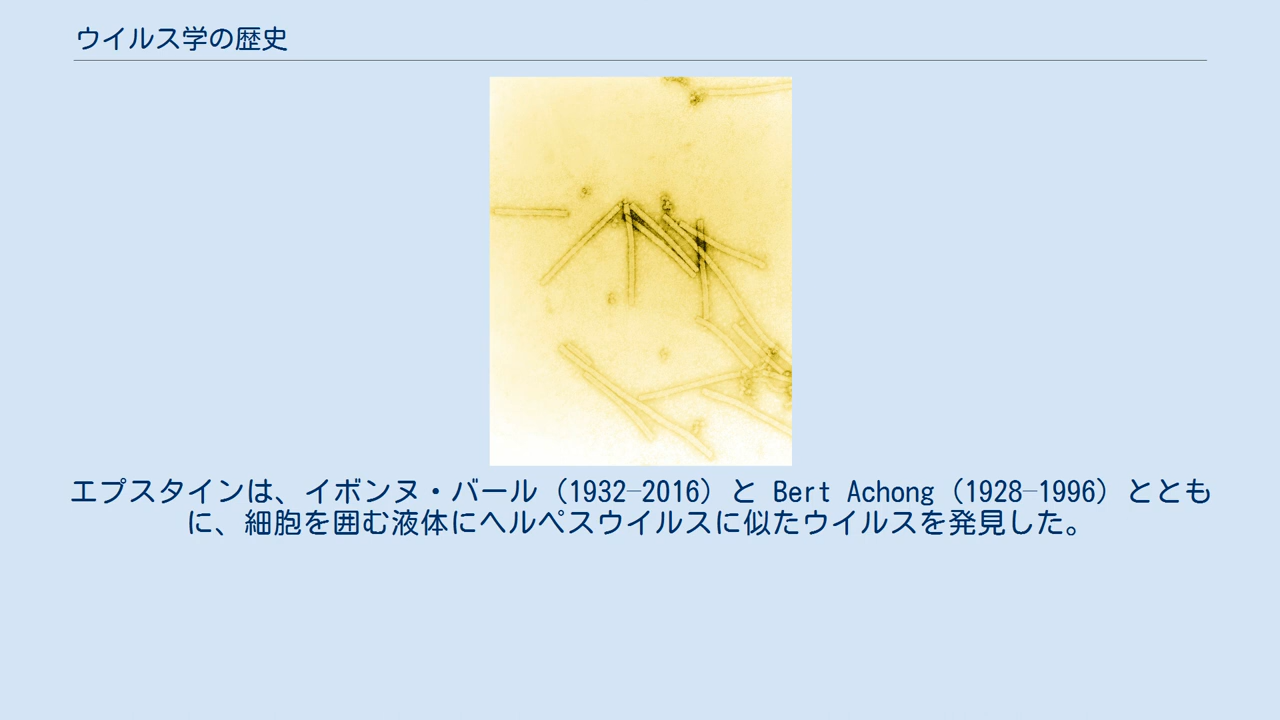 ウイルス学の歴史
エプスタインは、イボンヌ・バール (1932–2016) と Bert Achong (1928–1996) ととも
に、細胞を囲む液体にヘルペスウイルスに似たウイルスを発見した。